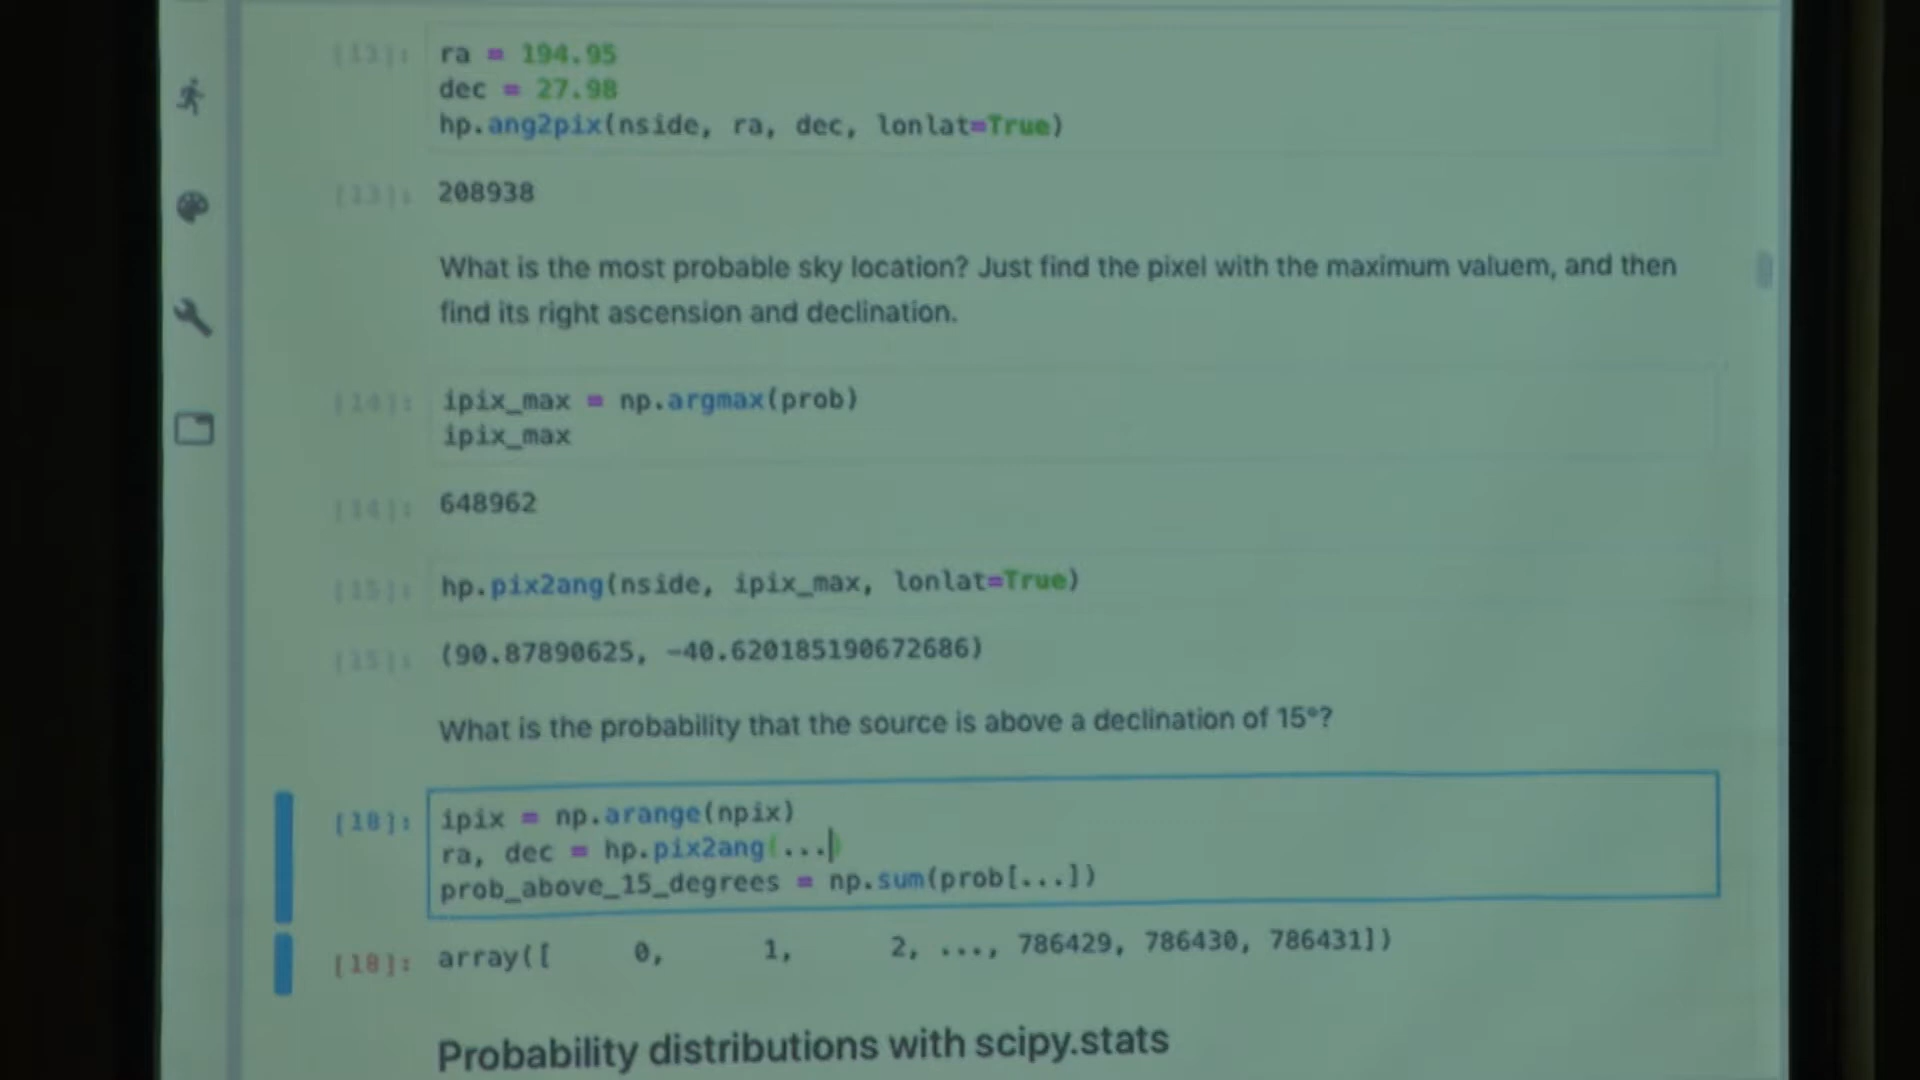 [13]: ra = 194.95
dec = 27.98
hp.ang2pix(nside, ra, dec, lonlat=True)
[13]: 208938
What is the most probable sky location? Just find the pixel with the maximum valuem, and then
find its right ascension and declination.
[14]: ipix_max = np.argmax(prob)
ipix_max
[14]: 648962
[15]: hp.pix2ang(nside, ipix_max, lonlat=True)
[15]: (90.87890625, -40.620185190672686)
What is the probability that the source is above a declination of 15°?
[18]: ipix = np.arange(npix)
ra, dec = hp.pix2ang(...)
prob_above_15_degrees = np.sum(prob[...])
[18]: array([ 0, 1, 2, ..., 786429, 786430, 786431])
Probability distributions with scipy.stats